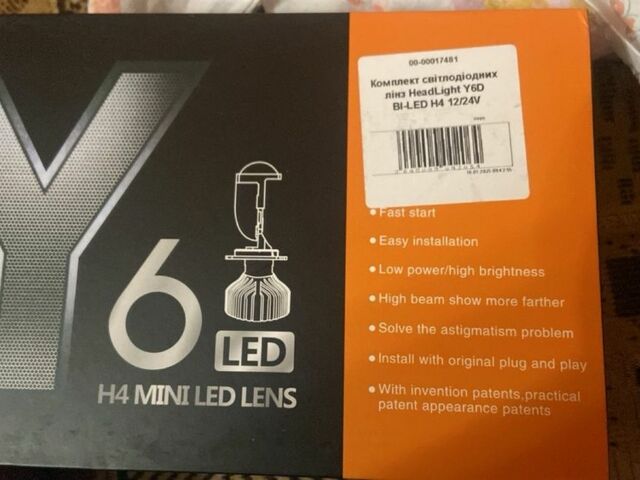 00-00017481
Комплект світлодіодних
лінз HeadLight Y6D
BI-LED H4 12/24V
Y6
LED
H4 MINI LED LENS
Fast start
Easy installation
Low power/high brightness
High beam show more farther
Solve the astigmatism problem
Install with original plug and play
With invention patents,practical
patent appearance patents